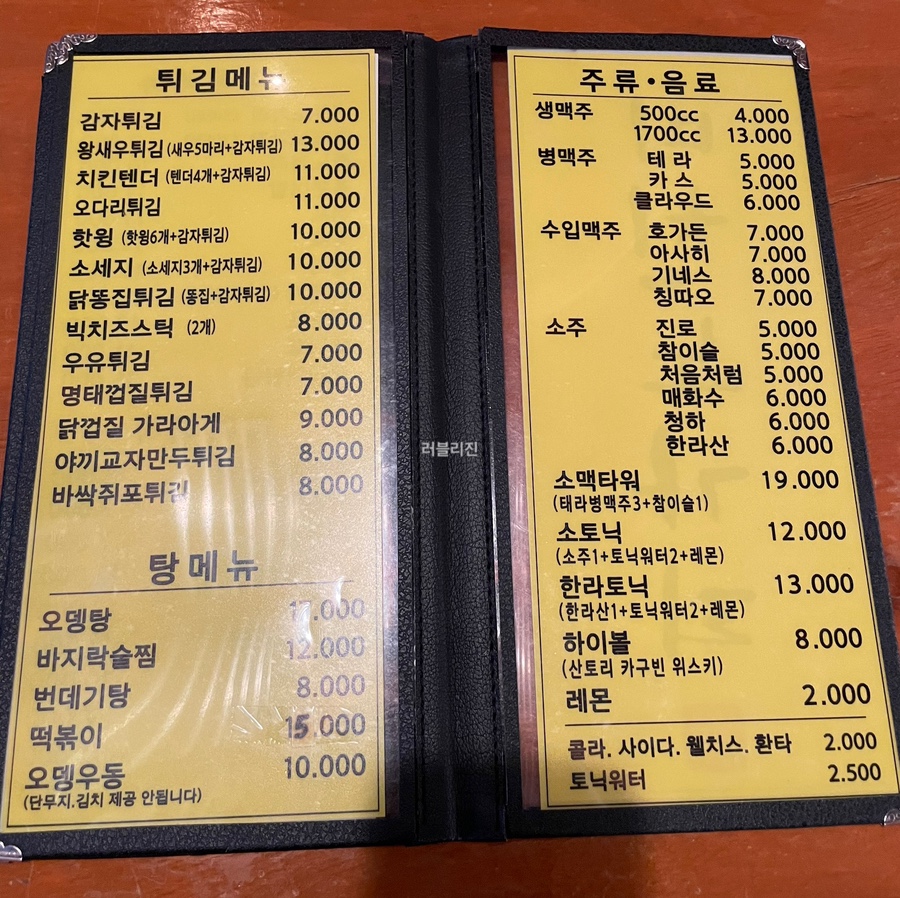 튀김메뉴
감자튀김 7.000
왕새우튀김 (새우5마리+감자튀김) 13.000
치킨텐더 (텐더4개+감자튀김) 11.000
오다리튀김 11.000
핫윙 (핫윙6개+감자튀김) 10.000
소세지 (소세지3개+감자튀김) 10.000
닭똥집튀김 (똥집+감자튀김) 10.000
빅치즈스틱 (2개) 8.000
우유튀김 7.000
명태껍질튀김 7.000
닭껍질 가라아게 9.000
야끼교자만두튀김 8.000
바싹쥐포튀김 8.000
탕메뉴
오뎅탕
바지락술찜 12.000
번데기탕 8.000
떡볶이 15.000
오뎅우동 10.000
(단무지.김치 제공 안됩니다)
러블리진
주류·음료
생맥주 500cc 4.000
1700cc 13.000
병맥주 테라 5.000
카스 5.000
클라우드 6.000
수입맥주 호가든 7.000
아사히 7.000
기네스 8.000
칭따오 7.000
소주 진로 5.000
참이슬 5.000
처음처럼 5.000
매화수 6.000
청하 6.000
한라산 6.000
소맥타워 19.000
(태라병맥주3+참이슬1)
소토닉 12.000
(소주1+토닉워터2+레몬)
한라토닉 13.000
(한라산1+토닉워터2+레몬)
하이볼 8.000
(산토리 카구빈 위스키)
레몬 2.000
콜라. 사이다. 웰치스. 환타 2.000
토닉워터 2.500